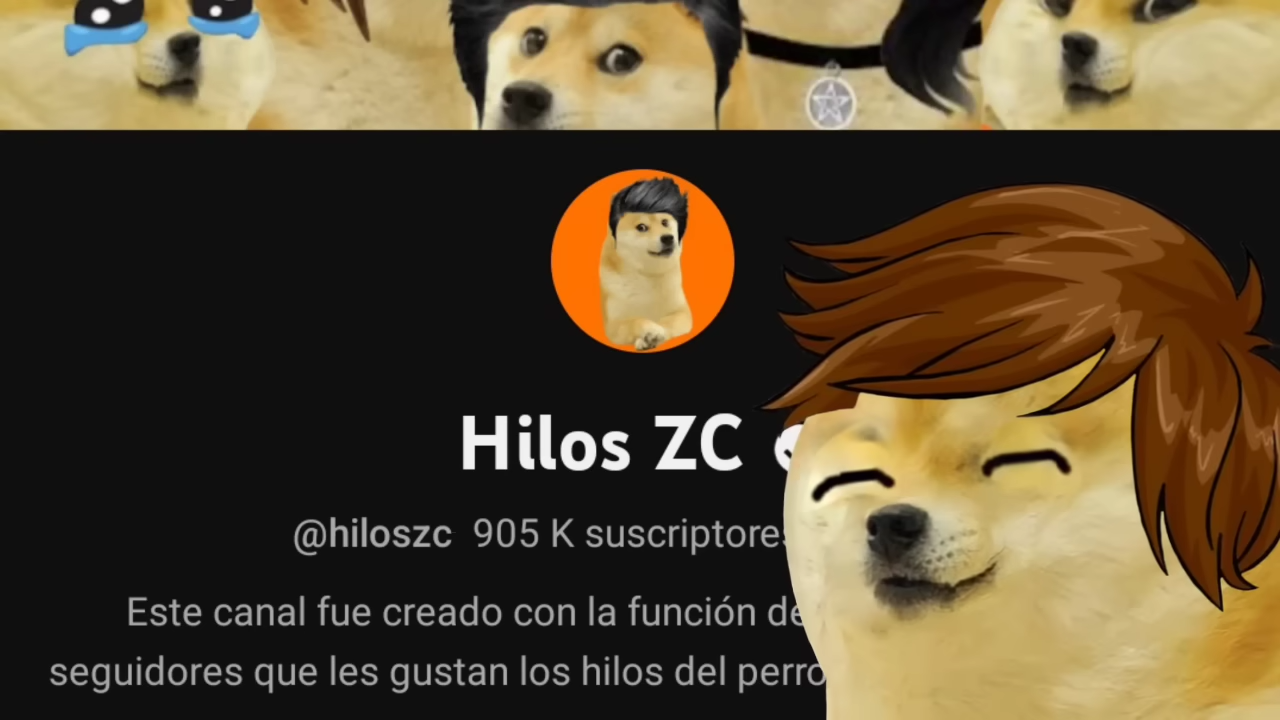 Hilos ZC
@hiloszc 905 K suscriptores
Este canal fue creado con la función de
seguidores que les gustan los hilos del perro